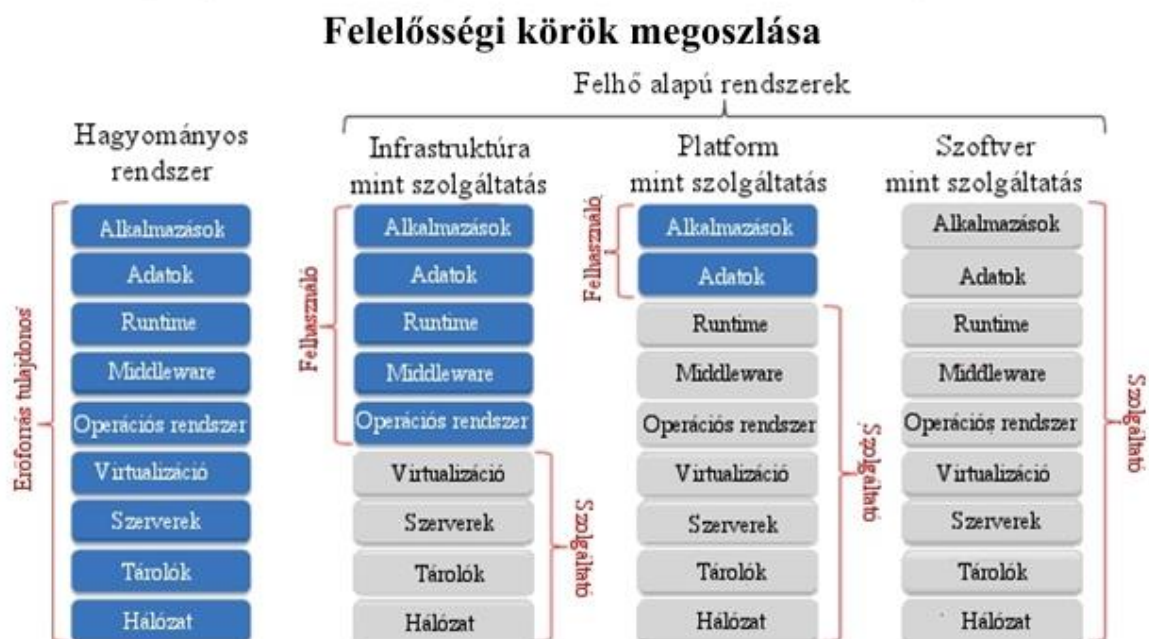 Felelősségi körök megoszlása
Felhő alapú rendszerek
Hagyományos
rendszer
Erőforrás tulajdonos
Alkalmazások
Adatok
Runtime
Middleware
Operációs rendszer
Virtualizáció
Szerverek
Tárolók
Hálózat
Infrastruktúra
mint szolgáltatás
Felhasználó
Alkalmazások
Adatok
Runtime
Middleware
Operációs rendszer
Virtualizáció
Szerverek
Tárolók
Hálózat
Szolgáltató
Platform
mint szolgáltatás
Felhasználó
Alkalmazások
Adatok
Runtime
Middleware
Operációs rendszer
Virtualizáció
Szerverek
Tárolók
Hálózat
Szolgáltató
Szoftver
mint szolgáltatás
Alkalmazások
Adatok
Runtime
Middleware
Operációs rendszer
Virtualizáció
Szerverek
Tárolók
Hálózat
Szolgáltató